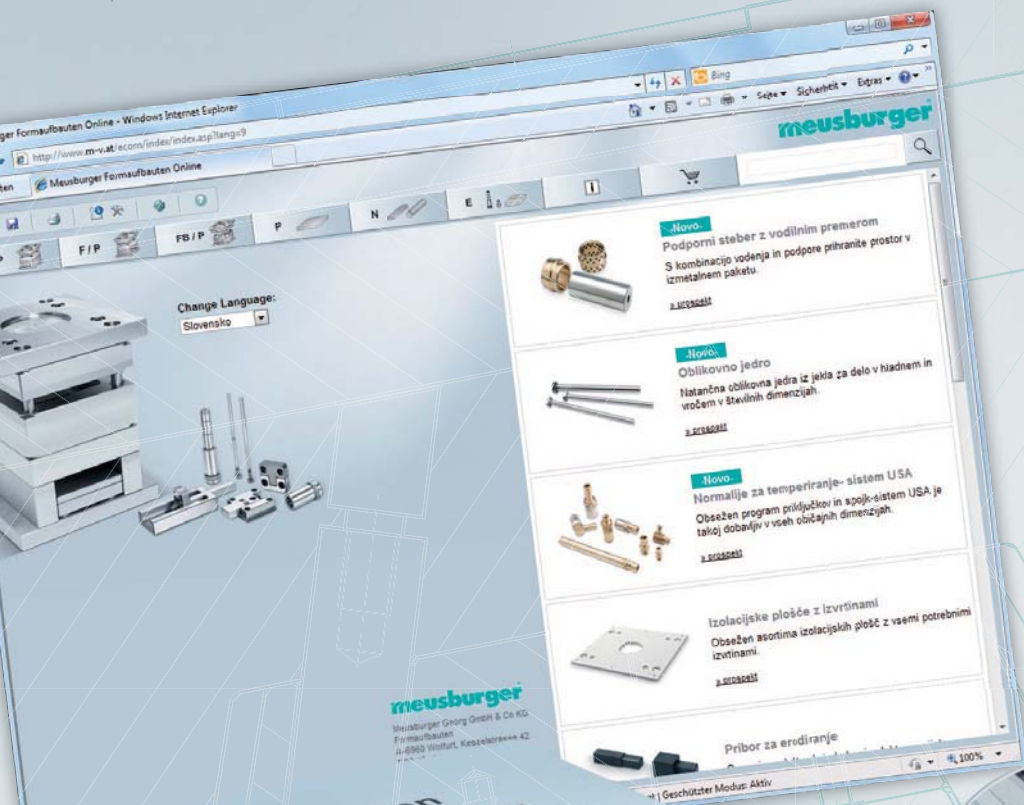 ger Formaufbauten Online - Windows Internet Explorer
http://www.m-v.at/ecom/index/index.asp?lang=9
Bing
ten
Meusburger Formaufbauten Online
Seite
Sicherheit
Extras
meusburger
P
F / P
FB / P
P
N
E
i
Change Language:
Slovensko
-Novo-
Podporni steber z vodilnim premerom
S kombinacijo vodenja in podpore prihranite prostor v
izmetalnem paketu.
» prospekt
-Novo-
Oblikovno jedro
Natančna oblikovna jedra iz jekla za delo v hladnem in
vročem v številnih dimenzijah.
» prospekt
-Novo-
Normalije za temperiranje- sistem USA
Obsežen program priključkov in spojk-sistem USA je
takoj dobavljiv v vseh običajnih dimenzijah.
» prospekt
Izolacijske plošče z izvrtinami
Obsežen asortima izolacijskih plošč z vsemi potrebnimi
izvrtinami.
» prospekt
Pribor za erodiranje
meusburger
Meusburger Georg GmbH & Co KG
Formaufbauten
A-6960 Wolfurt, Kesselstrasse 42
et | Geschützter Modus: Aktiv
100%